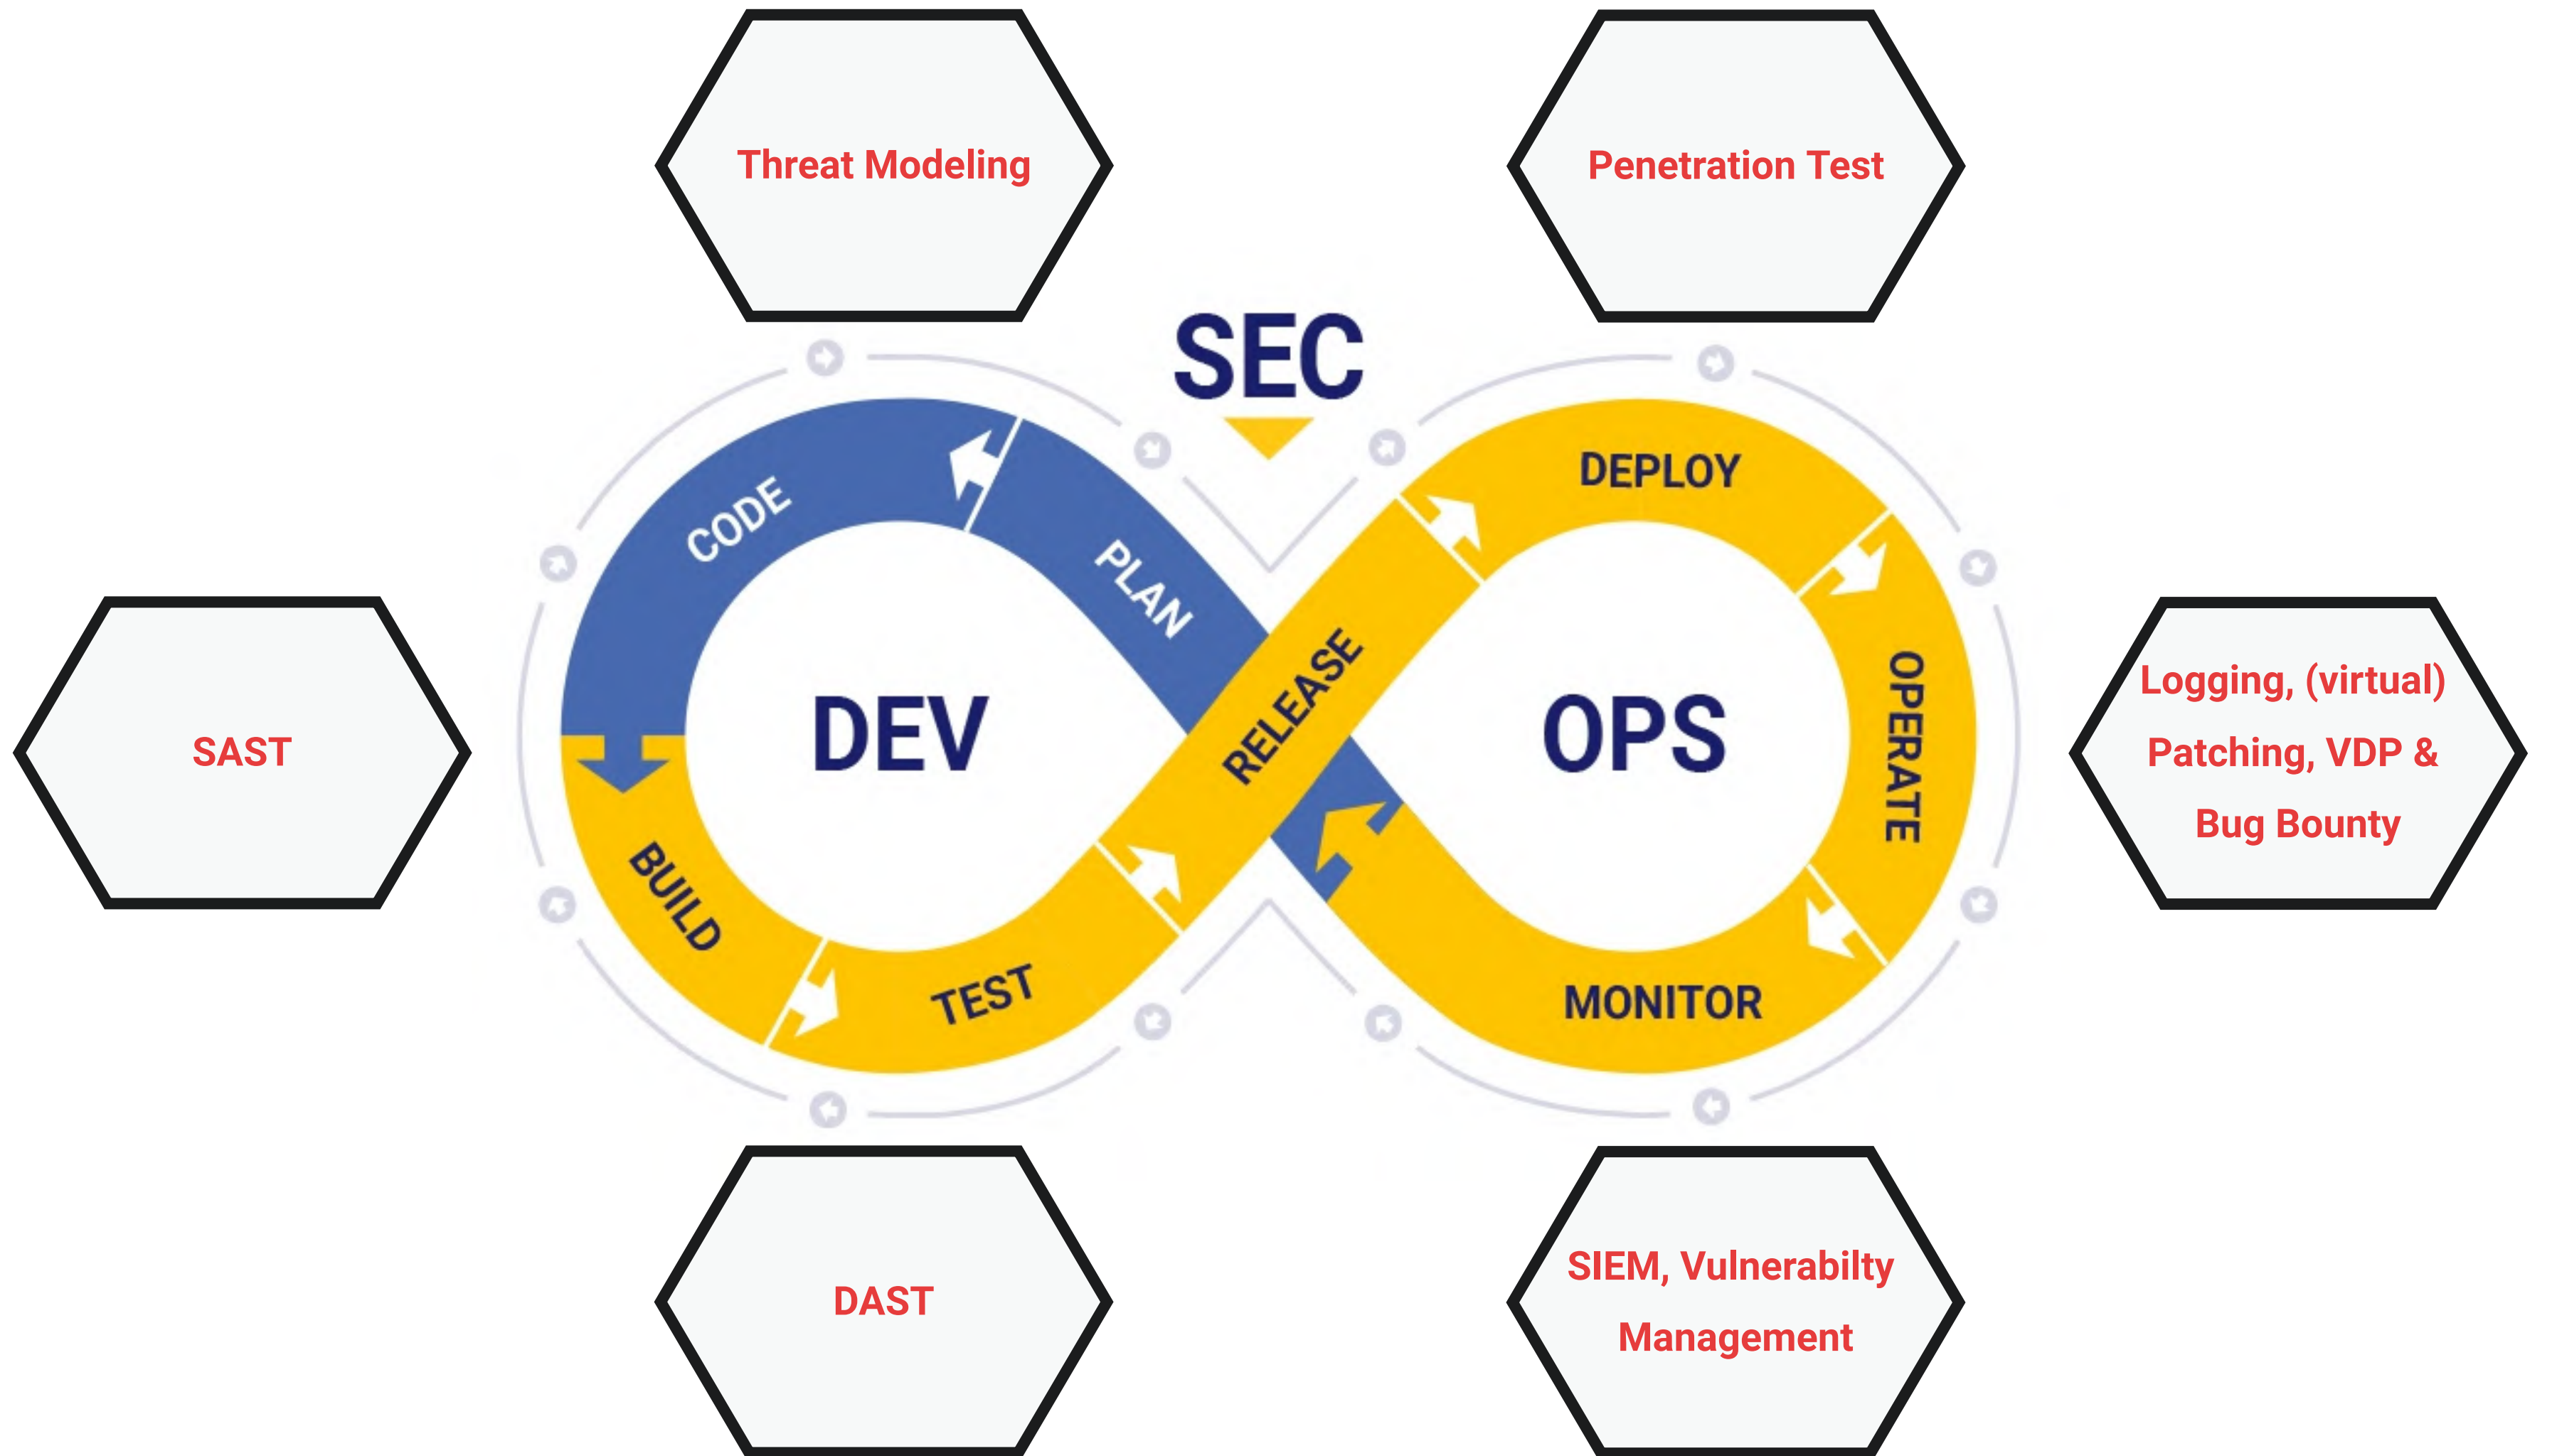 Threat Modeling
Penetration Test
SEC
CODE
PLAN
DEPLOY
SAST
DEV
RELEASE
OPS
OPERATE
Logging, (virtual)
Patching, VDP &
Bug Bounty
BUILD
TEST
MONITOR
DAST
SIEM, Vulnerabilty
Management